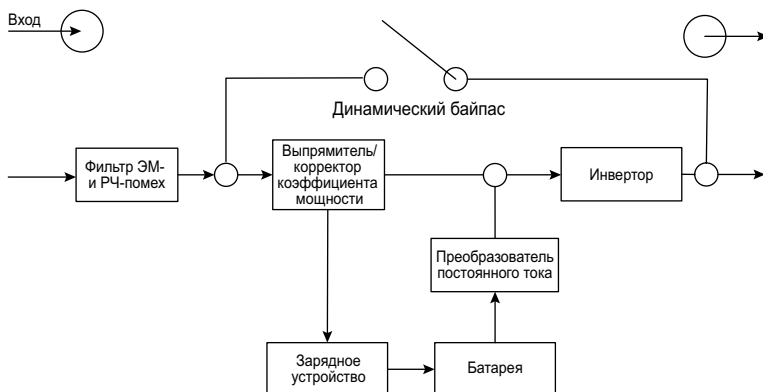 Вход
Динамический байпас
Фильтр ЭМ-
и РЧ-помех
Выпрямитель/
корректор
коэффициента
мощности
Инвертор
Преобразователь
постоянного тока
Зарядное
устройство
Батарея